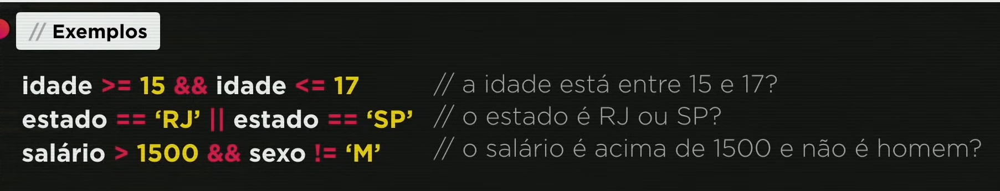 // Exemplos
idade >= 15 && idade <= 17 // a idade está entre 15 e 17?
estado == ‘RJ’ || estado == ‘SP’ // o estado é RJ ou SP?
salário > 1500 && sexo != ‘M’ // o salário é acima de 1500 e não é homem?